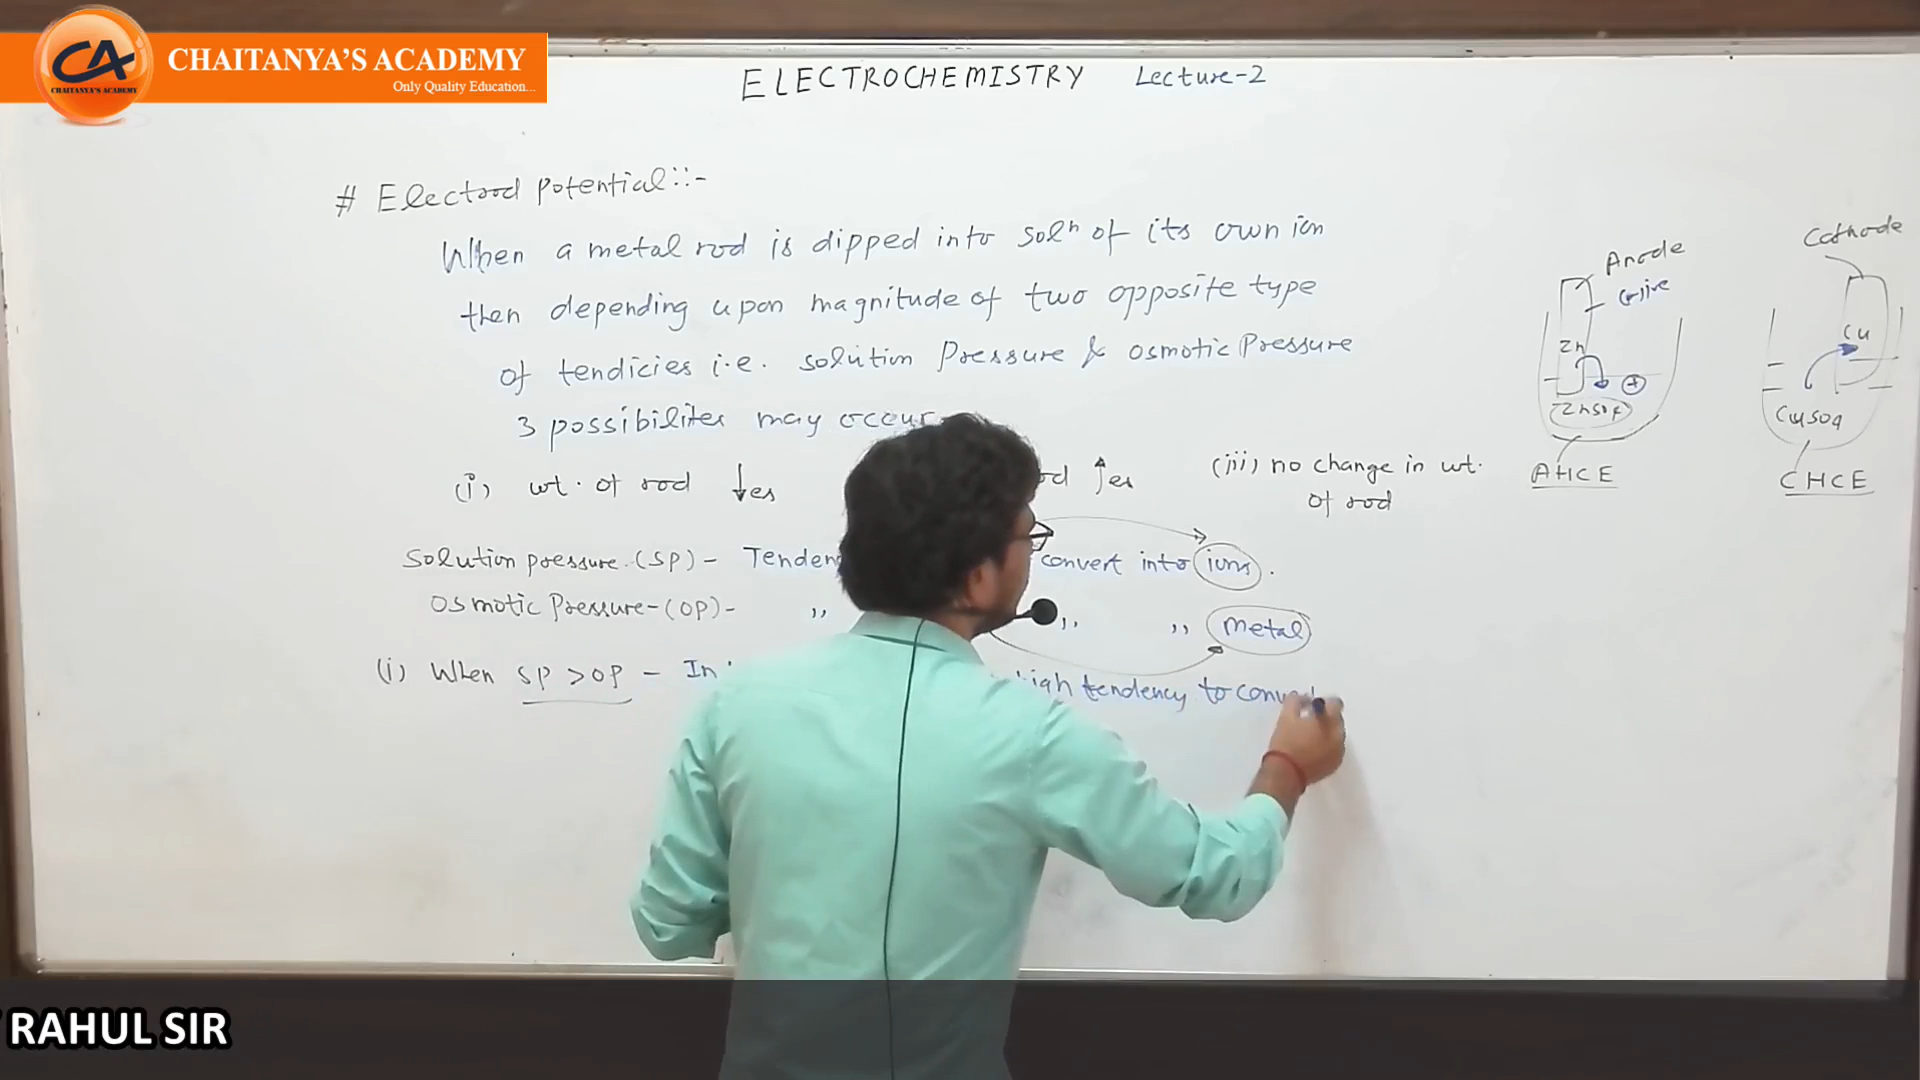 CA
CHAITANYA'S ACADEMY
CHAITANYA'S ACADEMY
Only Quality Education...
ELECTROCHEMISTRY Lecture-2
# Electrod potential::-
When a metal rod is dipped into solⁿ of its own ion
then depending upon magnitude of two opposite type
of tendicies i.e. solution Pressure & osmotic Pressure
3 possibilites may occur
(i) wt. of rod ↓es ↑es (iii) no change in wt.
of rod
Solution pressure.(SP) - convert into ions.
Osmotic Pressure-(OP)- ,, ,, ,, metal
(i) When SP > OP - In high tendency to
Anode
Zn
+
ZnSO4
AHCE
Cathode
Cu
CuSO4
CHCE
RAHUL SIR